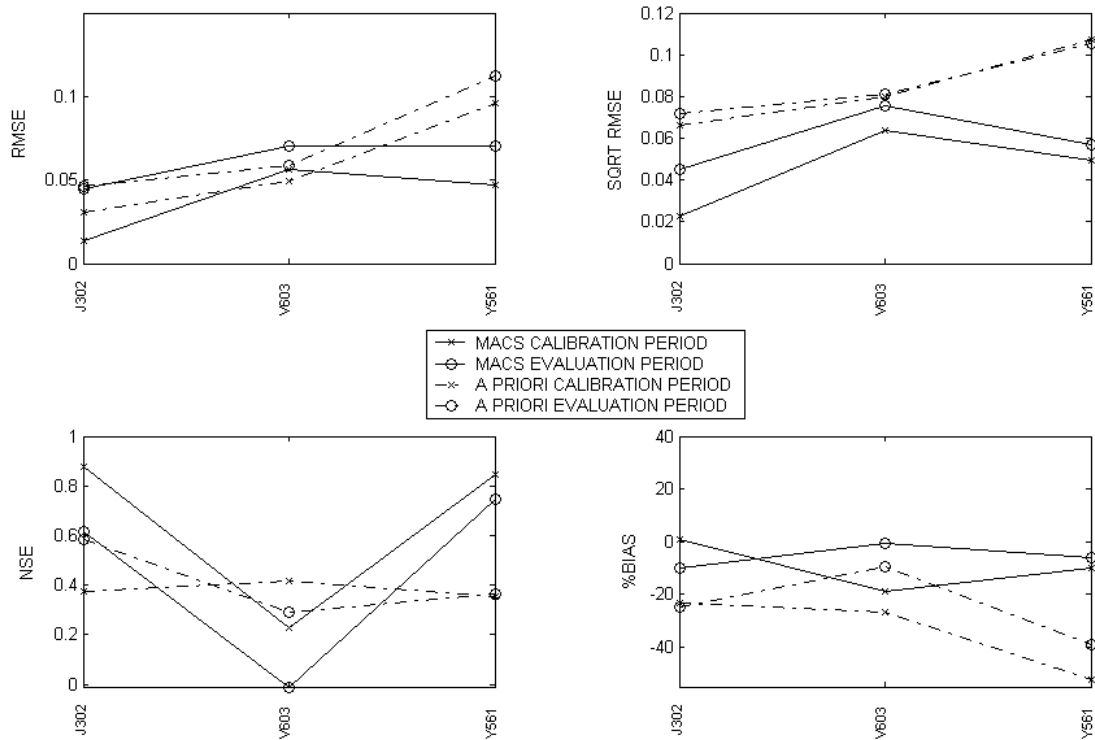 RMSE
0.1
0.05
0
J302
V603
Y561
SQRT RMSE
0.12
0.1
0.08
0.06
0.04
0.02
0
J302
V603
Y561
MACS CALIBRATION PERIOD
MACS EVALUATION PERIOD
A PRIORI CALIBRATION PERIOD
A PRIORI EVALUATION PERIOD
NSE
1
0.8
0.6
0.4
0.2
0
J302
V603
Y561
%BIAS
40
20
0
-20
-40
J302
V603
Y561